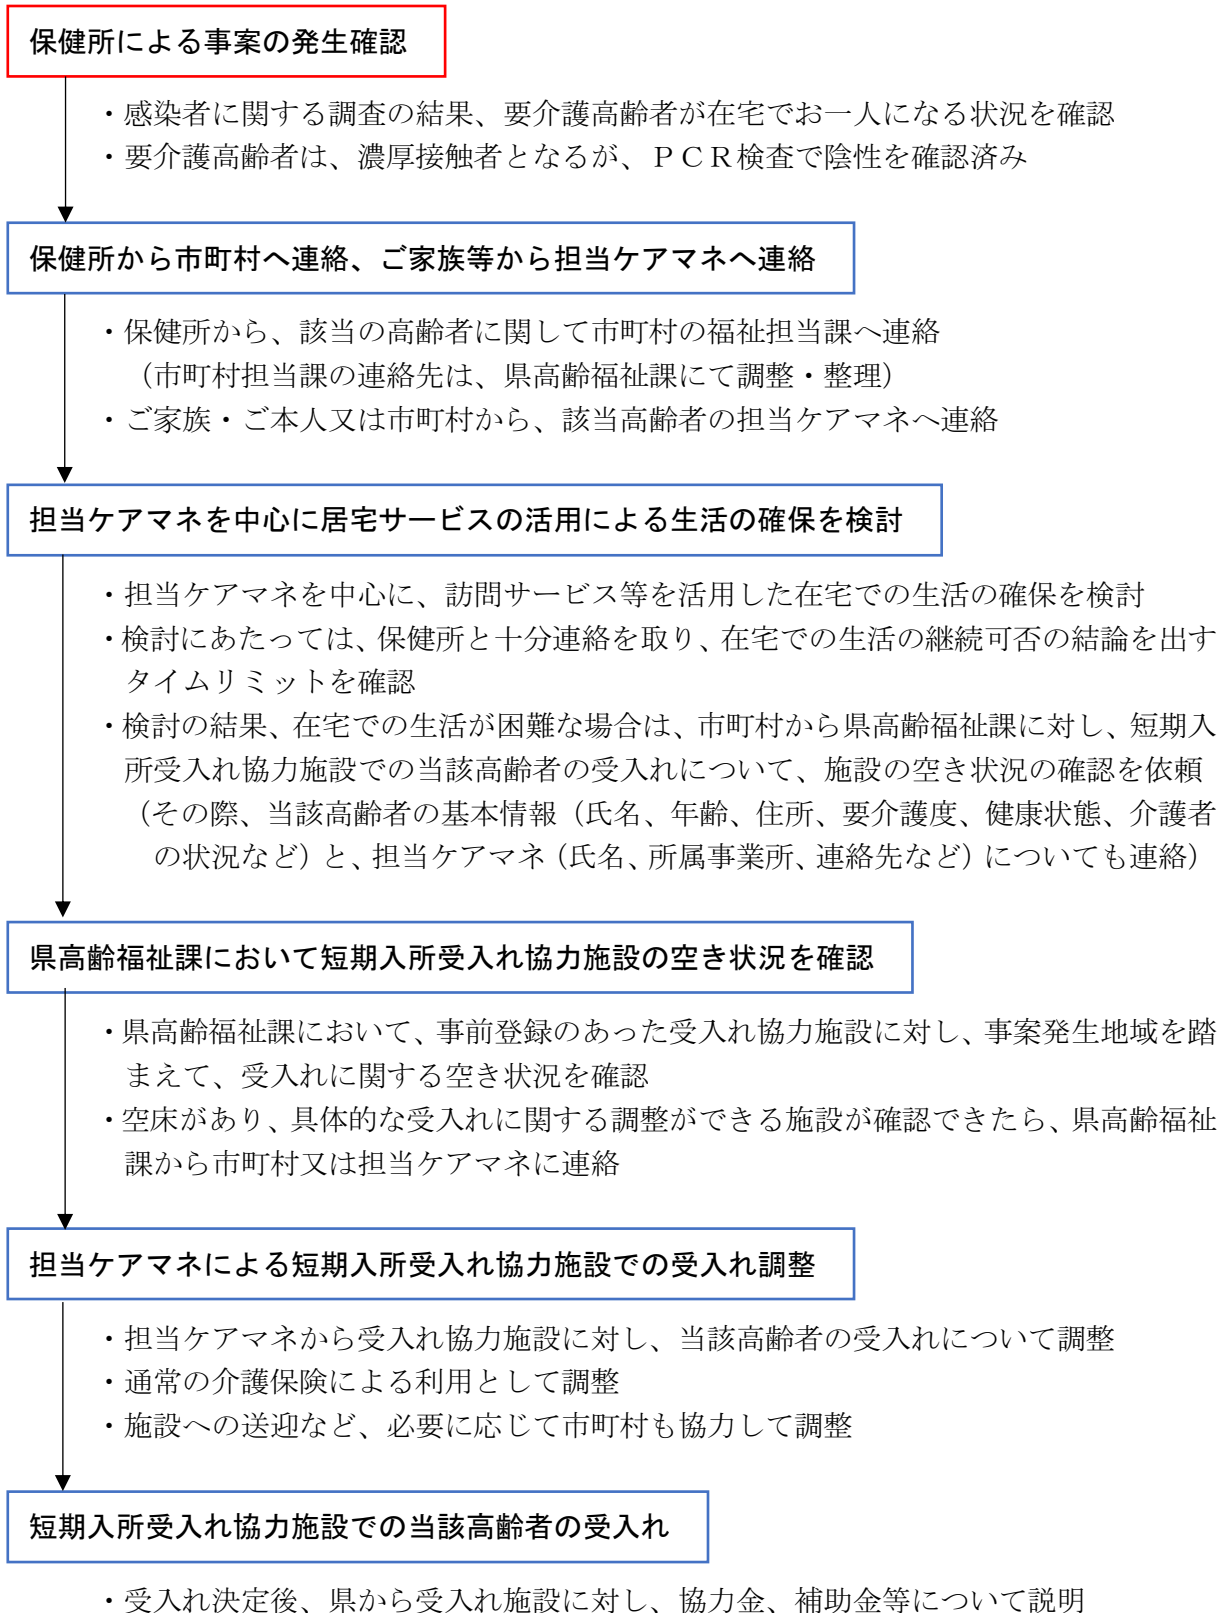 保健所による事案の発生確認
・感染者に関する調査の結果、要介護高齢者が在宅でお一人になる状況を確認
・要介護高齢者は、濃厚接触者となるが、ＰＣＲ検査で陰性を確認済み
保健所から市町村へ連絡、ご家族等から担当ケアマネへ連絡
・保健所から、該当の高齢者に関して市町村の福祉担当課へ連絡
（市町村担当課の連絡先は、県高齢福祉課にて調整・整理）
・ご家族・ご本人又は市町村から、該当高齢者の担当ケアマネへ連絡
担当ケアマネを中心に居宅サービスの活用による生活の確保を検討
・担当ケアマネを中心に、訪問サービス等を活用した在宅での生活の確保を検討
・検討にあたっては、保健所と十分連絡を取り、在宅での生活の継続可否の結論を出す
タイムリミットを確認
・検討の結果、在宅での生活が困難な場合は、市町村から県高齢福祉課に対し、短期入
所受入れ協力施設での当該高齢者の受入れについて、施設の空き状況の確認を依頼
（その際、当該高齢者の基本情報（氏名、年齢、住所、要介護度、健康状態、介護者
の状況など）と、担当ケアマネ（氏名、所属事業所、連絡先など）についても連絡）
県高齢福祉課において短期入所受入れ協力施設の空き状況を確認
・県高齢福祉課において、事前登録のあった受入れ協力施設に対し、事案発生地域を踏
まえて、受入れに関する空き状況を確認
・空床があり、具体的な受入れに関する調整ができる施設が確認できたら、県高齢福祉
課から市町村又は担当ケアマネに連絡
担当ケアマネによる短期入所受入れ協力施設での受入れ調整
・担当ケアマネから受入れ協力施設に対し、当該高齢者の受入れについて調整
・通常の介護保険による利用として調整
・施設への送迎など、必要に応じて市町村も協力して調整
短期入所受入れ協力施設での当該高齢者の受入れ
・受入れ決定後、県から受入れ施設に対し、協力金、補助金等について説明